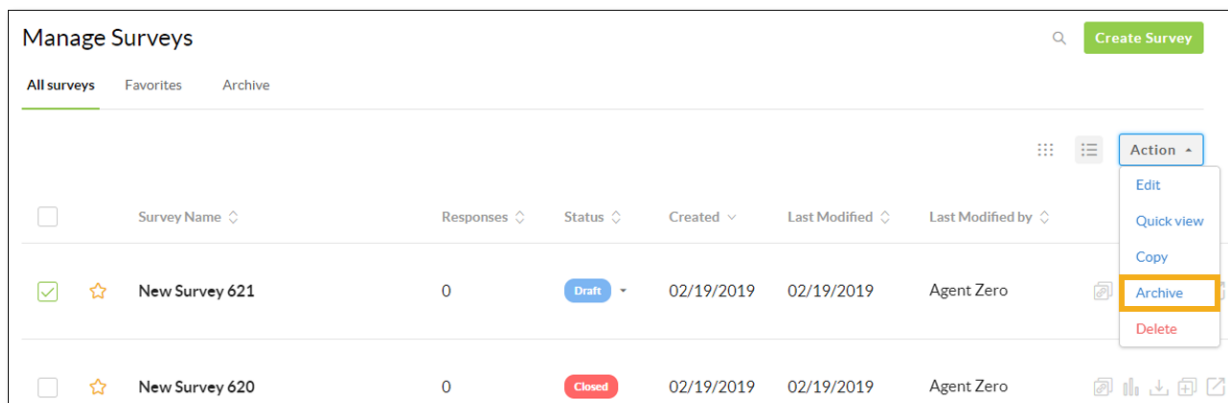 Manage Surveys
Create Survey
All surveys Favorites Archive
Action
Edit
Survey Name Responses Status Created Last Modified Last Modified by
Quick view
Copy
New Survey 621 0 Draft 02/19/2019 02/19/2019 Agent Zero
Archive
Delete
New Survey 620 0 Closed 02/19/2019 02/19/2019 Agent Zero